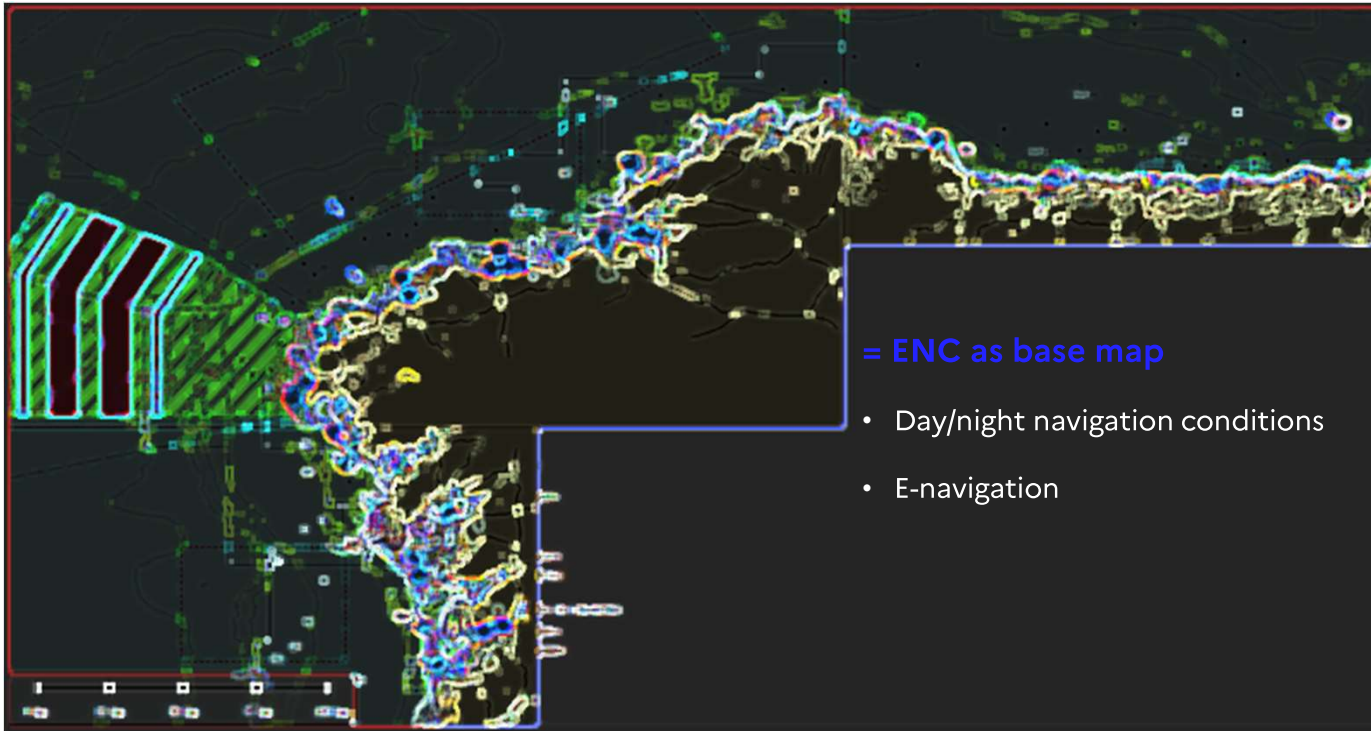 = ENC as base map
• Day/night navigation conditions
• E-navigation